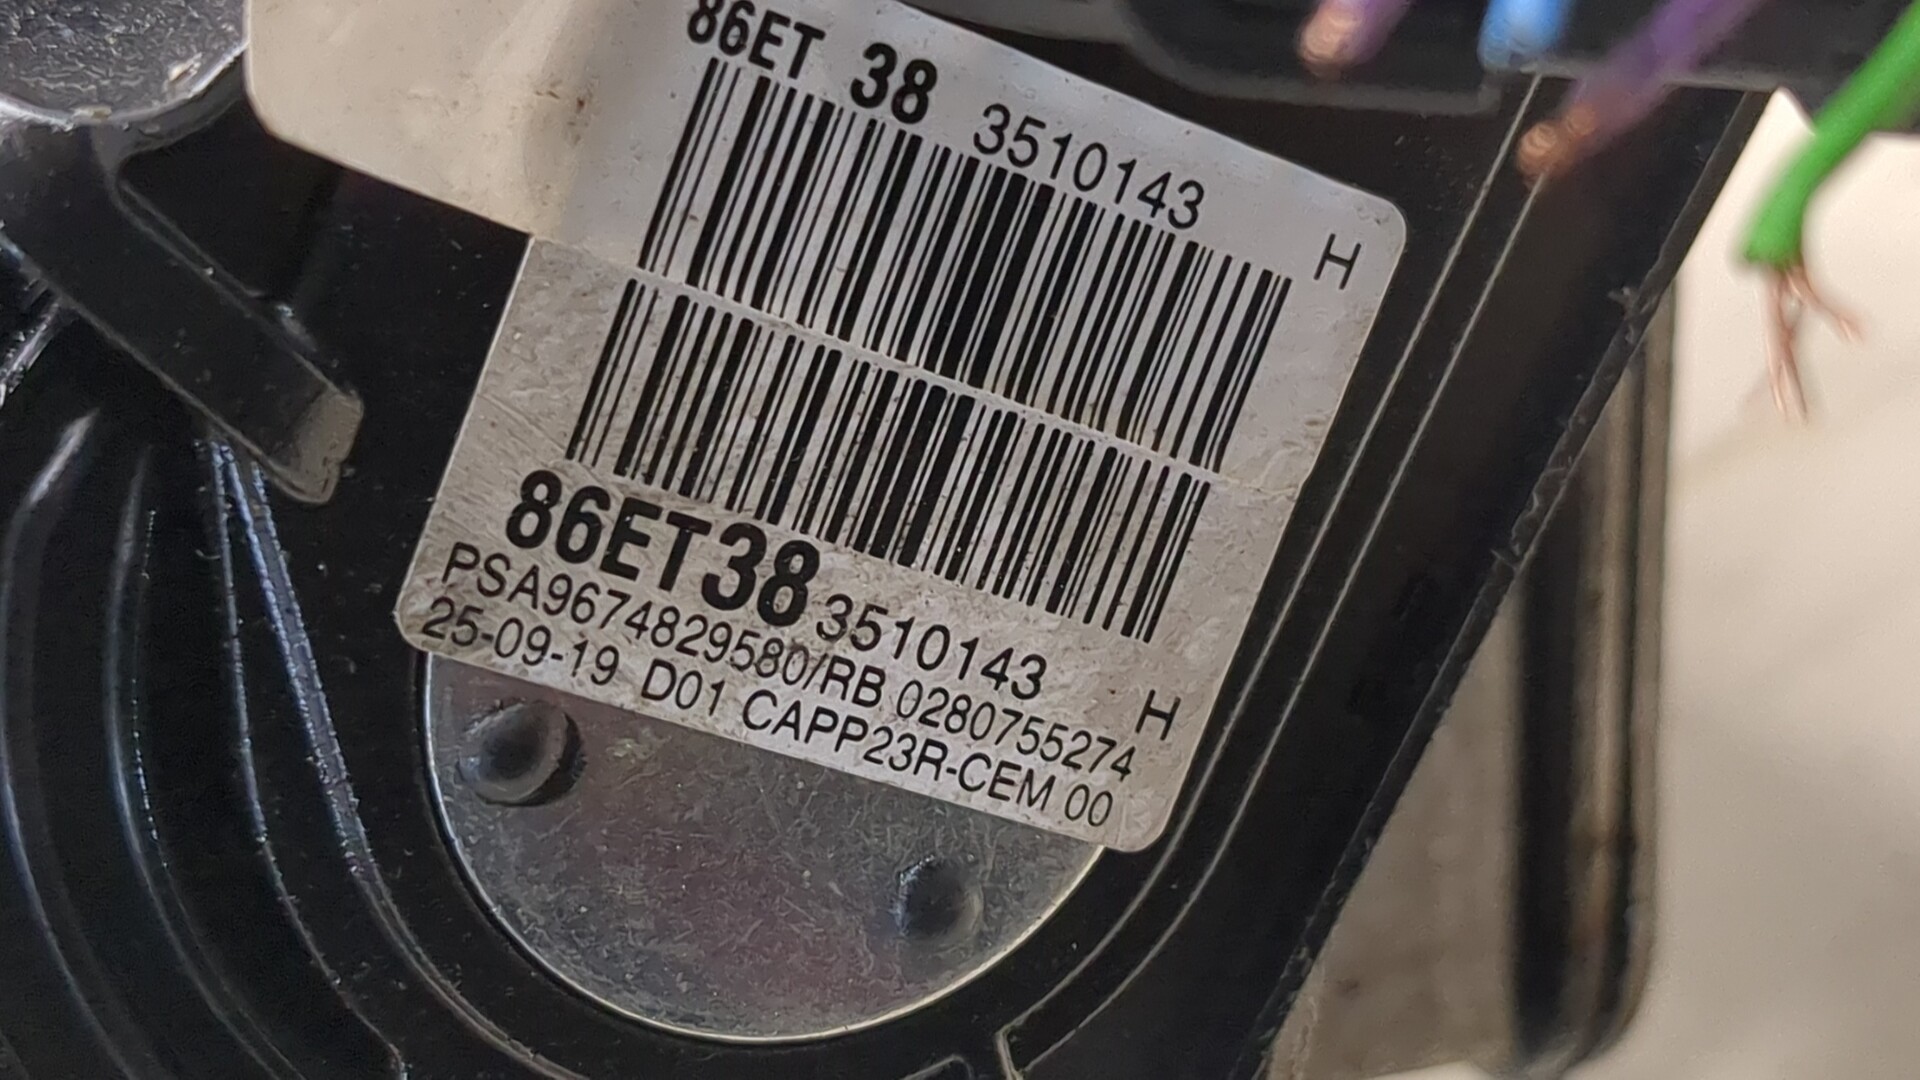 86ET 38 3510143
H
86ET38 3510143 H
PSA9674829580/RB 0280755274
25-09-19 D01 CAPP23R-CEM 00